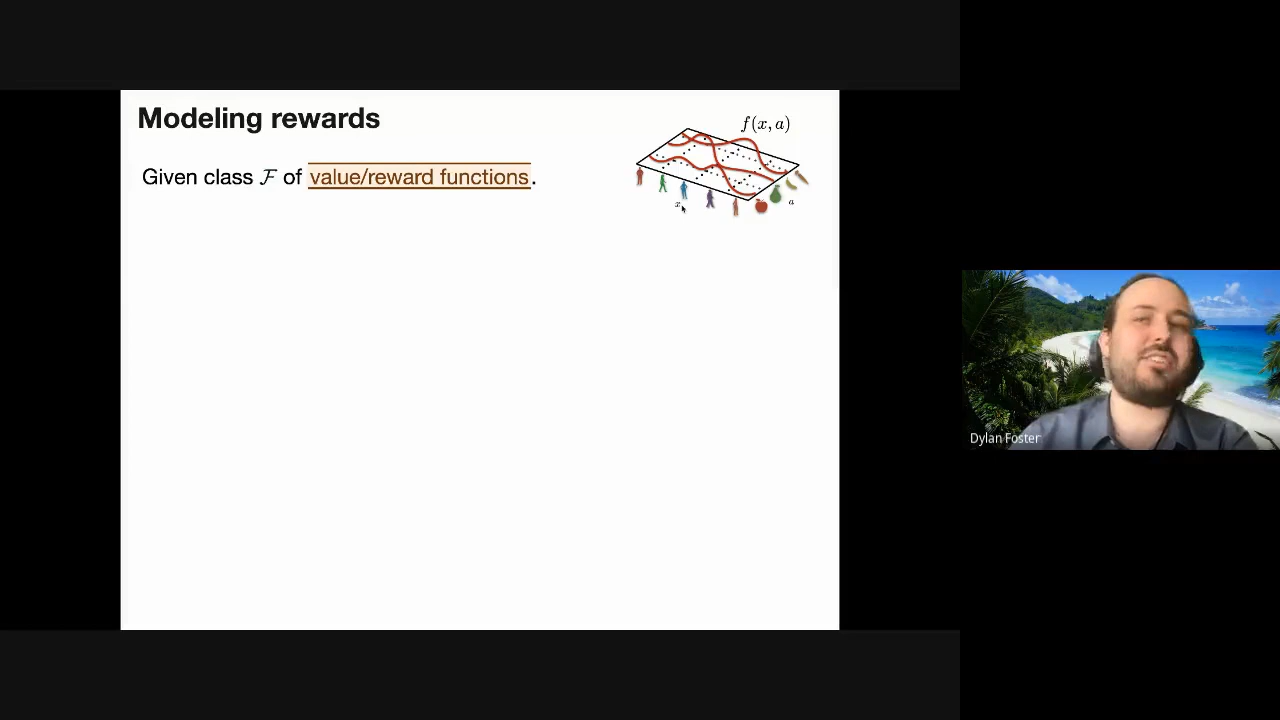 Modeling rewards
f(x, a)
Given class ℱ of value/reward functions.
x
a
Dylan Foster